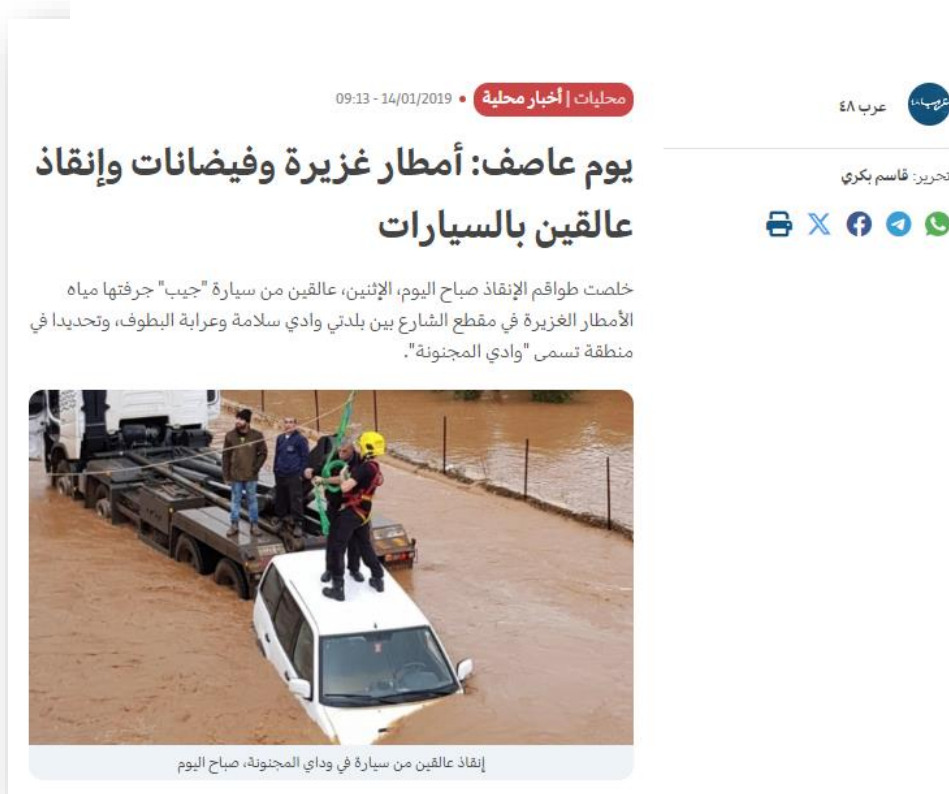 عرب ٤٨
تحرير: قاسم بكري
محليات | أخبار محلية • 14/01/2019 - 09:13
يوم عاصف: أمطار غزيرة وفيضانات وإنقاذ
عالقين بالسيارات
خلصت طواقم الإنقاذ صباح اليوم، الإثنين، عالقين من سيارة "جيب" جرفتها مياه
الأمطار الغزيرة في مقطع الشارع بين بلدتي وادي سلامة وعرابة البطوف، وتحديدا في
منطقة تسمى "وادي المجنونة".
إنقاذ عالقين من سيارة في وداي المجنونة، صباح اليوم